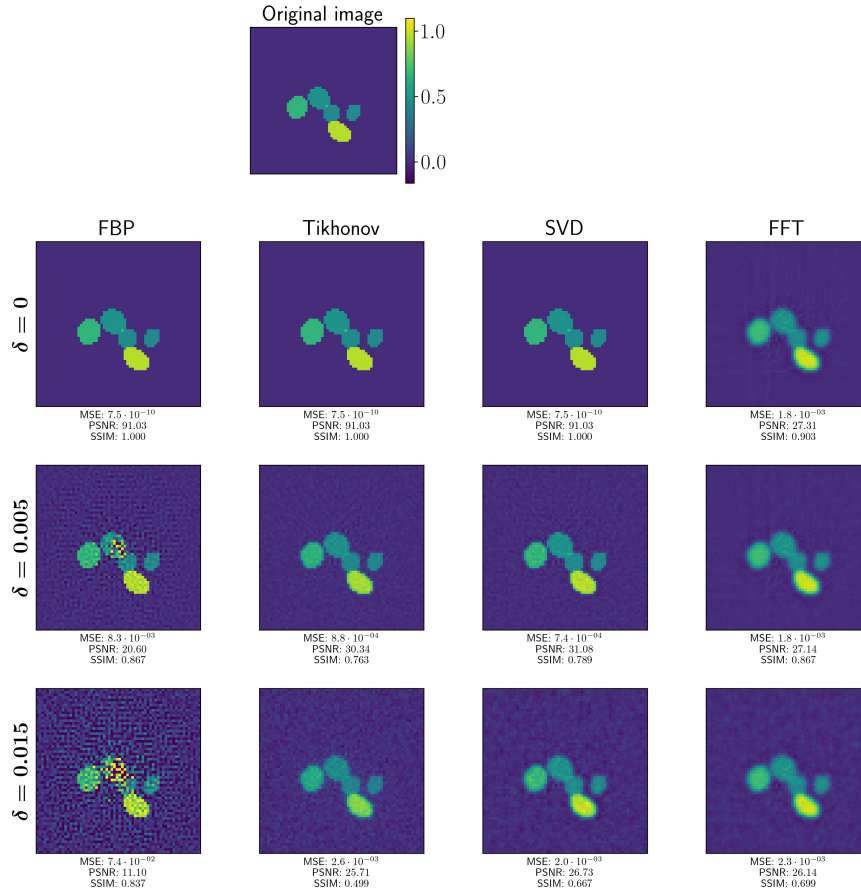 Original image
1.0
0.5
0.0
FBP Tikhonov SVD FFT
δ = 0
MSE: 7.5 · 10⁻¹⁰ MSE: 7.5 · 10⁻¹⁰ MSE: 7.5 · 10⁻¹⁰ MSE: 1.8 · 10⁻⁰³
PSNR: 91.03 PSNR: 91.03 PSNR: 91.03 PSNR: 27.31
SSIM: 1.000 SSIM: 1.000 SSIM: 1.000 SSIM: 0.903
δ = 0.005
MSE: 8.3 · 10⁻⁰³ MSE: 8.8 · 10⁻⁰⁴ MSE: 7.4 · 10⁻⁰⁴ MSE: 1.8 · 10⁻⁰³
PSNR: 20.60 PSNR: 30.34 PSNR: 31.08 PSNR: 27.14
SSIM: 0.867 SSIM: 0.763 SSIM: 0.789 SSIM: 0.867
δ = 0.015
MSE: 7.4 · 10⁻⁰² MSE: 2.6 · 10⁻⁰³ MSE: 2.0 · 10⁻⁰³ MSE: 2.3 · 10⁻⁰³
PSNR: 11.10 PSNR: 25.71 PSNR: 26.73 PSNR: 26.14
SSIM: 0.837 SSIM: 0.499 SSIM: 0.667 SSIM: 0.699